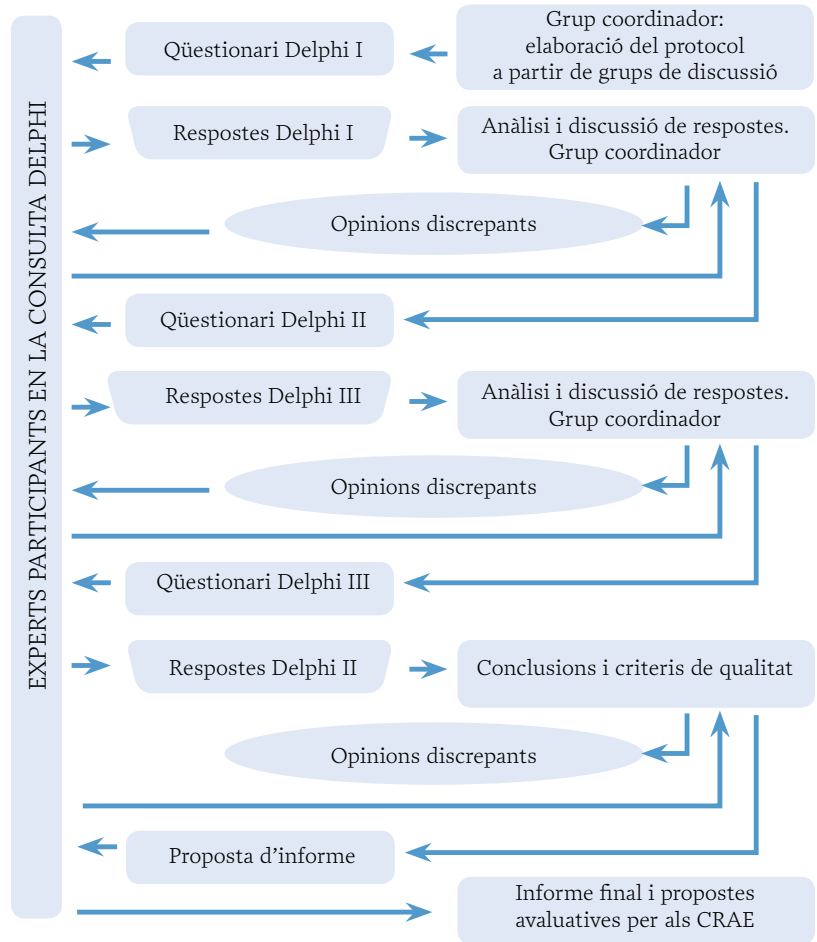 EXPERTS PARTICIPANTS EN LA CONSULTA DELPHI
Qüestionari Delphi I
Grup coordinador:
elaboració del protocol
a partir de grups de discussió
Respostes Delphi I
Anàlisi i discussió de respostes.
Grup coordinador
Opinions discrepants
Qüestionari Delphi II
Respostes Delphi III
Anàlisi i discussió de respostes.
Grup coordinador
Opinions discrepants
Qüestionari Delphi III
Respostes Delphi II
Conclusions i criteris de qualitat
Opinions discrepants
Proposta d’informe
Informe final i propostes
avaluatives per als CRAE